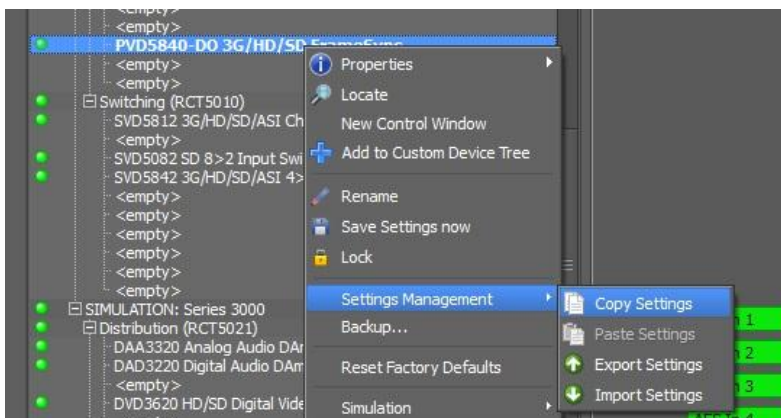 <empty>
<empty>
PVD5840-DO 3G/HD/SD FrameSync
<empty>
<empty>
Switching (RCT5010)
SVD5812 3G/HD/SD/ASI Ch
<empty>
SVD5082 SD 8>2 Input Swi
SVD5842 3G/HD/SD/ASI 4>
<empty>
<empty>
<empty>
<empty>
<empty>
<empty>
SIMULATION: Series 3000
Distribution (RCT5021)
DAA3320 Analog Audio DAm
DAD3220 Digital Audio DAm
<empty>
DVD3620 HD/SD Digital Vide
Properties
Locate
New Control Window
Add to Custom Device Tree
Rename
Save Settings now
Lock
Settings Management
Backup...
Reset Factory Defaults
Simulation
Copy Settings
Paste Settings
Export Settings
Import Settings
1
2
3